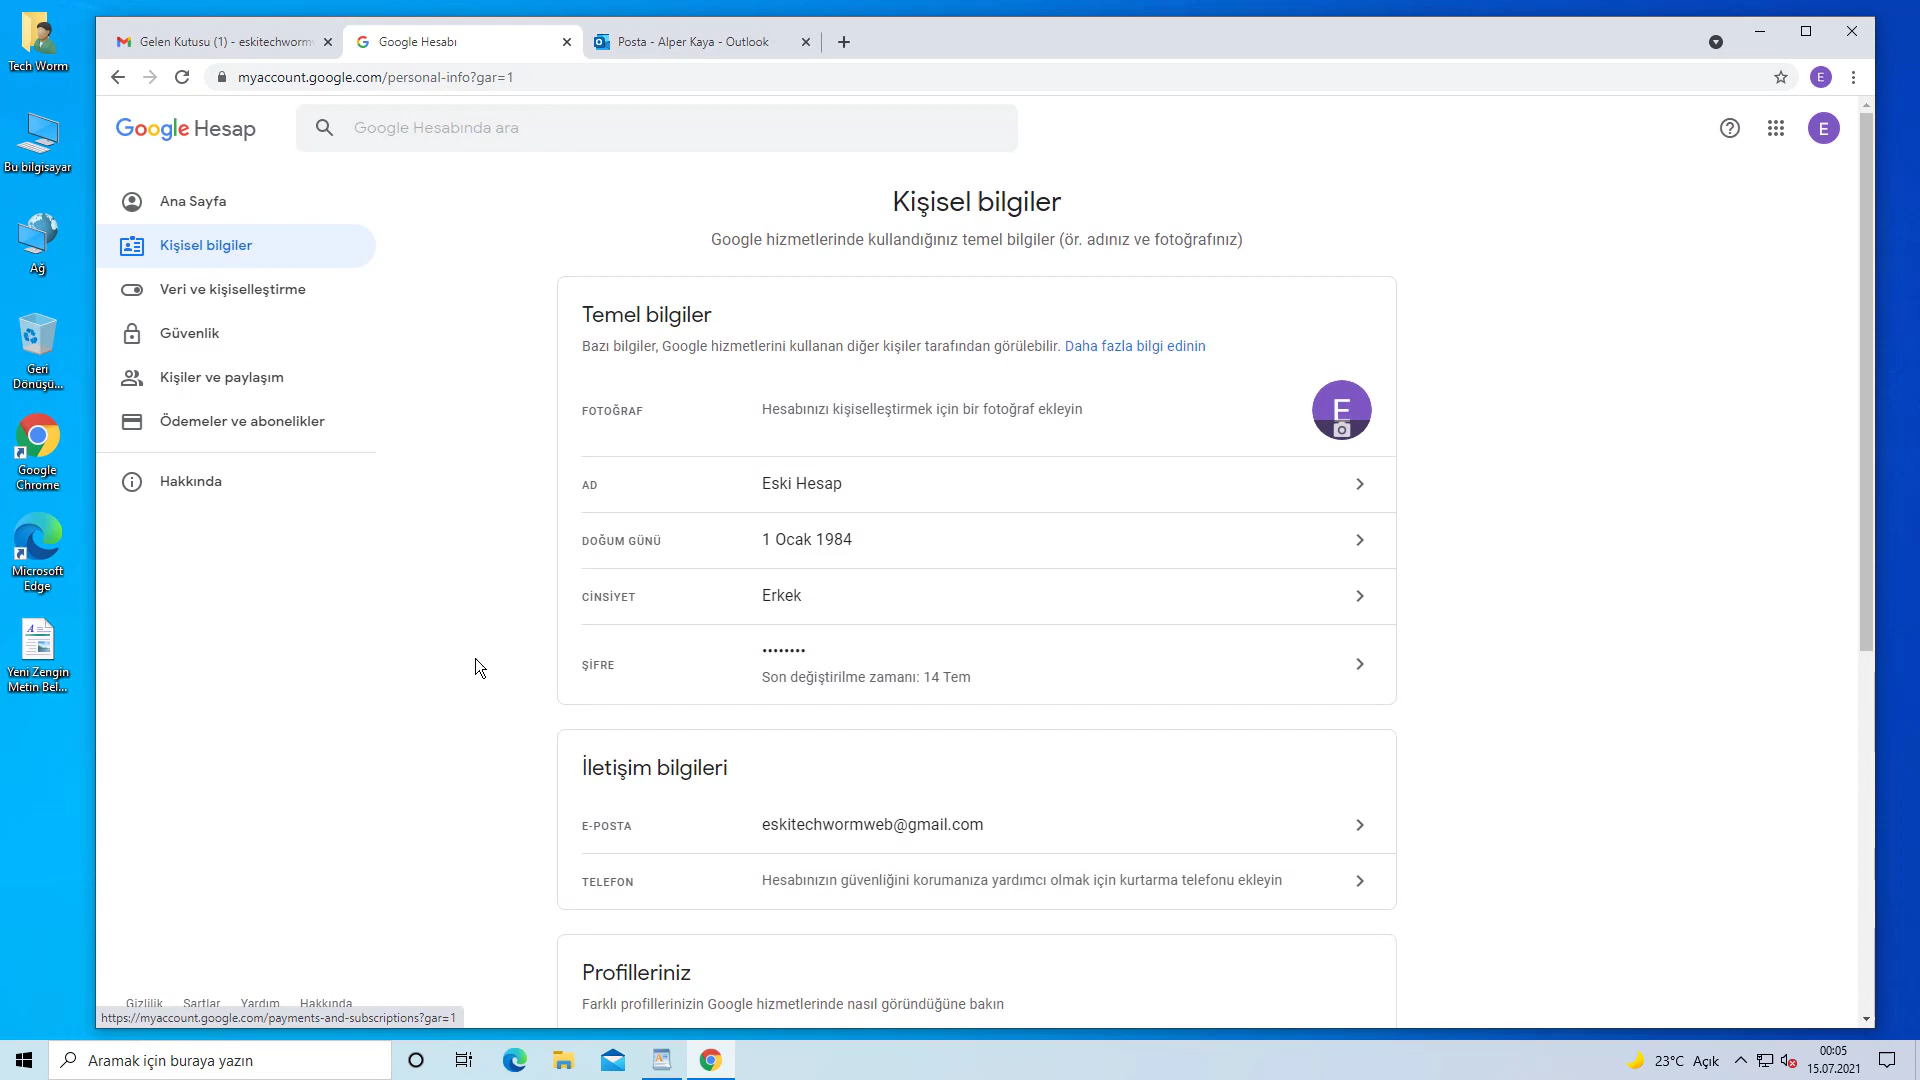 Tech Worm
Bu bilgisayar
Ağ
Geri
Dönüşü...
Google
Chrome
Microsoft
Edge
Yeni Zengin
Metin Bel...
Gelen Kutusu (1) - eskitechworm
Google Hesabı
Posta - Alper Kaya - Outlook
myaccount.google.com/personal-info?gar=1
E
Google Hesap
Google Hesabında ara
E
Ana Sayfa
Kişisel bilgiler
Veri ve kişiselleştirme
Güvenlik
Kişiler ve paylaşım
Ödemeler ve abonelikler
Hakkında
Kişisel bilgiler
Google hizmetlerinde kullandığınız temel bilgiler (ör. adınız ve fotoğrafınız)
Temel bilgiler
Bazı bilgiler, Google hizmetlerini kullanan diğer kişiler tarafından görülebilir. Daha fazla bilgi edinin
FOTOĞRAF Hesabınızı kişiselleştirmek için bir fotoğraf ekleyin E
AD Eski Hesap
DOĞUM GÜNÜ 1 Ocak 1984
CİNSİYET Erkek
ŞİFRE ••••••••
Son değiştirilme zamanı: 14 Tem
İletişim bilgileri
E-POSTA eskitechwormweb@gmail.com
TELEFON Hesabınızın güvenliğini korumanıza yardımcı olmak için kurtarma telefonu ekleyin
Profilleriniz
Farklı profillerinizin Google hizmetlerinde nasıl göründüğüne bakın
Gizlilik Şartlar Yardım Hakkında
https://myaccount.google.com/payments-and-subscriptions?gar=1
Aramak için buraya yazın
23°C Açık
00:05
15.07.2021